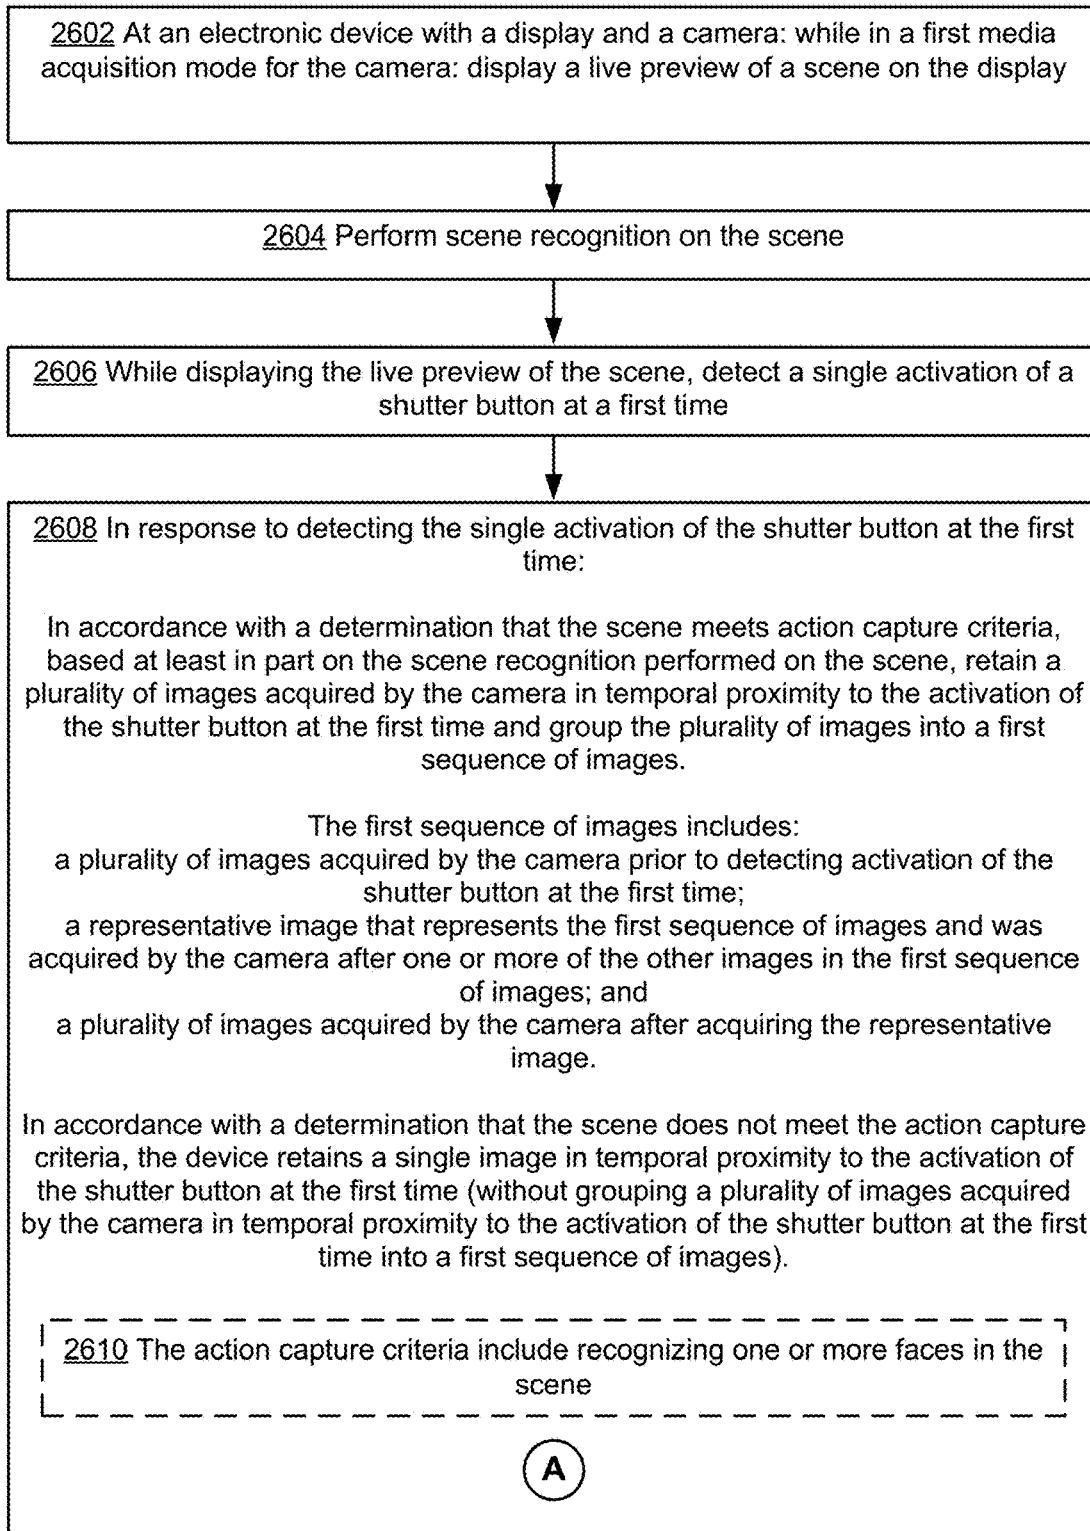 2602 At an electronic device with a display and a camera: while in a first media
acquisition mode for the camera: display a live preview of a scene on the display
2604 Perform scene recognition on the scene
2606 While displaying the live preview of the scene, detect a single activation of a
shutter button at a first time
2608 In response to detecting the single activation of the shutter button at the first
time:
In accordance with a determination that the scene meets action capture criteria,
based at least in part on the scene recognition performed on the scene, retain a
plurality of images acquired by the camera in temporal proximity to the activation of
the shutter button at the first time and group the plurality of images into a first
sequence of images.
The first sequence of images includes:
a plurality of images acquired by the camera prior to detecting activation of the
shutter button at the first time;
a representative image that represents the first sequence of images and was
acquired by the camera after one or more of the other images in the first sequence
of images; and
a plurality of images acquired by the camera after acquiring the representative
image.
In accordance with a determination that the scene does not meet the action capture
criteria, the device retains a single image in temporal proximity to the activation of
the shutter button at the first time (without grouping a plurality of images acquired
by the camera in temporal proximity to the activation of the shutter button at the first
time into a first sequence of images).
2610 The action capture criteria include recognizing one or more faces in the
scene
A